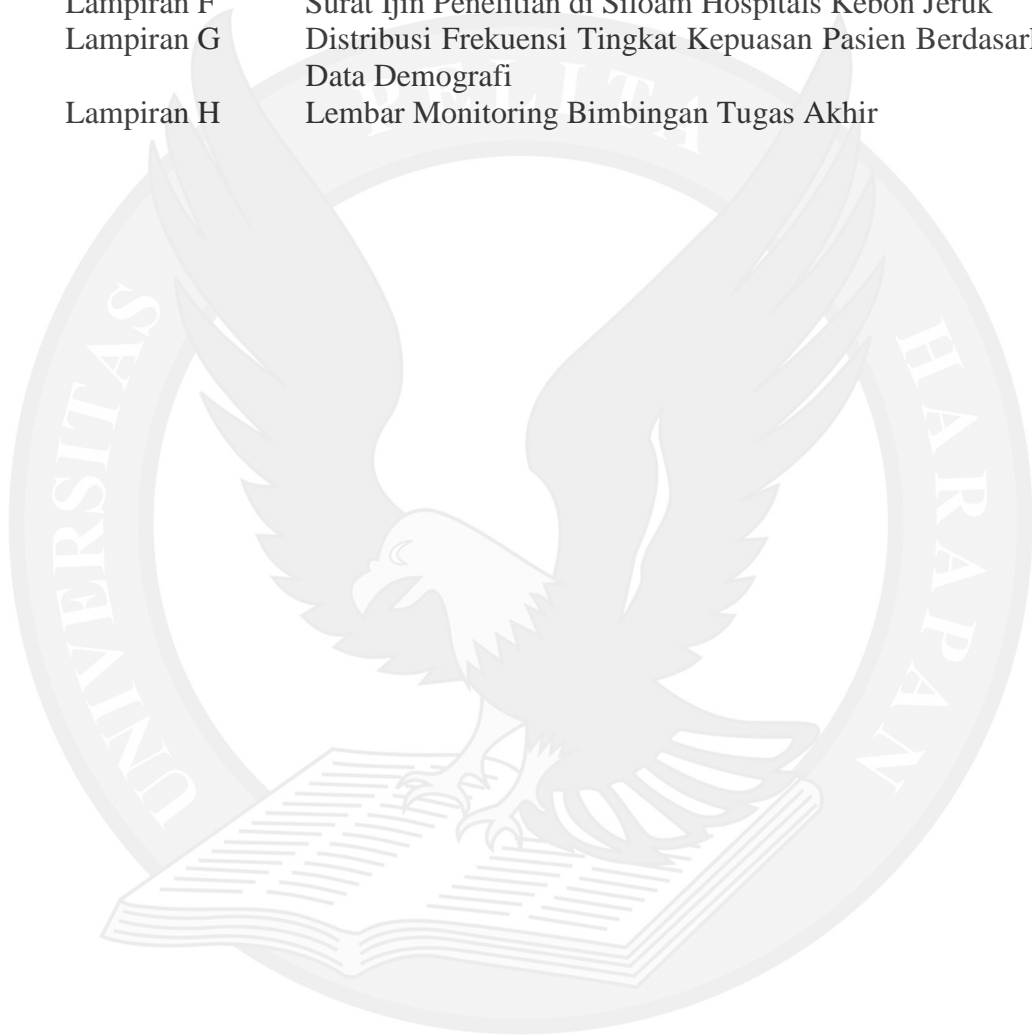 Lampiran F Surat Ijin Penelitian di Siloam Hospitals Kebon Jeruk
Lampiran G Distribusi Frekuensi Tingkat Kepuasan Pasien
Data Demografi
Lampiran H Lembar Monitoring Bimbingan Tugas Akhir
UNIVERSITAS PELITA HARAPAN